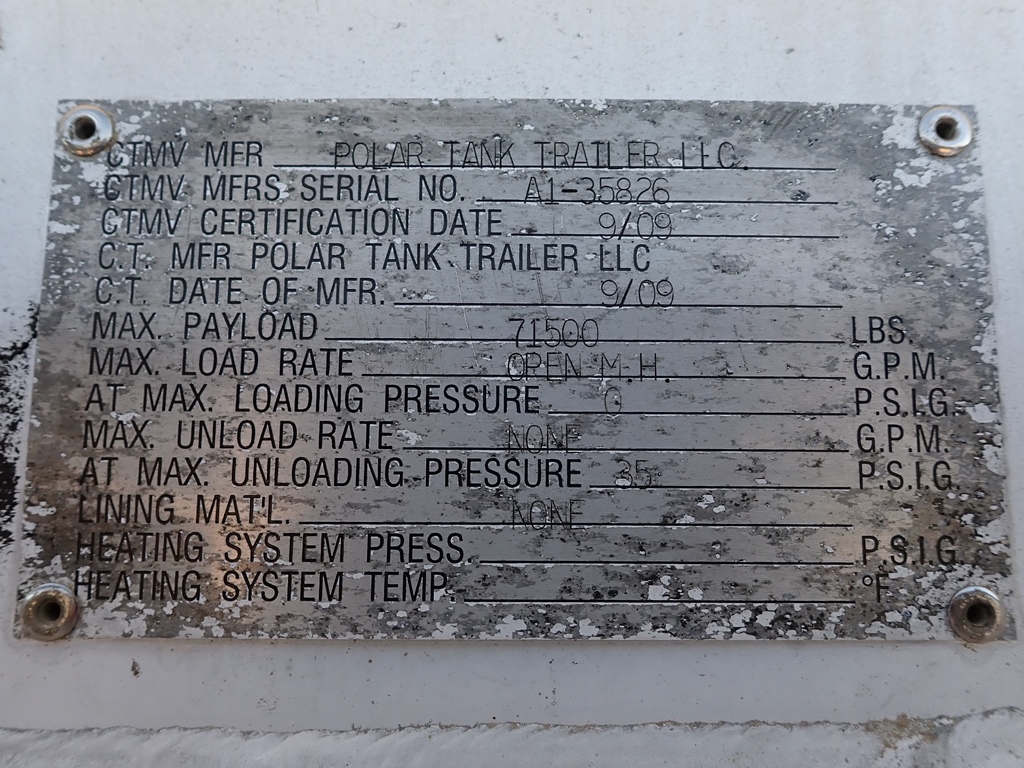 CTMV MFR POLAR TANK TRAILER LLC
CTMV MFRS SERIAL NO. A1-35826
CTMV CERTIFICATION DATE 9/09
C.T. MFR POLAR TANK TRAILER LLC
C.T. DATE OF MFR. 9/09
MAX. PAYLOAD 71500 LBS.
MAX. LOAD RATE OPEN M.H. G.P.M.
AT MAX. LOADING PRESSURE 0 P.S.I.G.
MAX. UNLOAD RATE NONE G.P.M.
AT MAX. UNLOADING PRESSURE 35 P.S.I.G.
LINING MAT'L. NONE
HEATING SYSTEM PRESS. P.S.I.G.
HEATING SYSTEM TEMP. °F